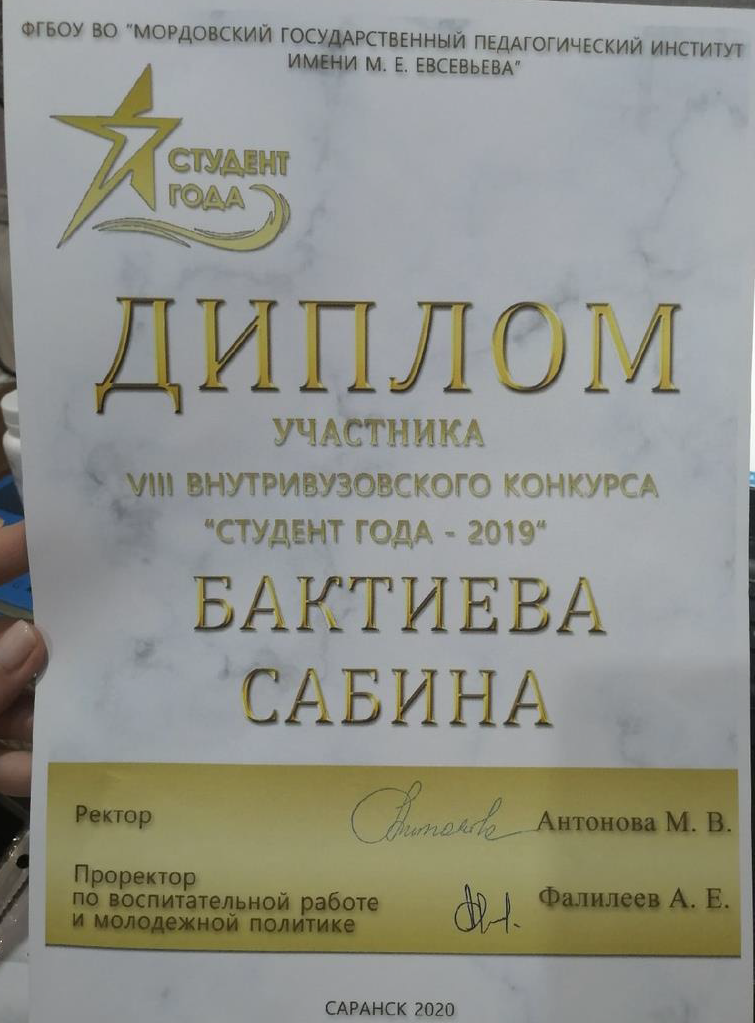 ФГБОУ ВО "МОРДОВСКИЙ ГОСУДАРСТВЕННЫЙ ПЕДАГОГИЧЕСКИЙ ИНСТИТУТ
ИМЕНИ М. Е. ЕВСЕВЬЕВА"
СТУДЕНТ
ГОДА
ДИПЛОМ
УЧАСТНИКА
VIII ВНУТРИВУЗОВСКОГО КОНКУРСА
"СТУДЕНТ ГОДА - 2019"
БАКТИЕВА
САБИНА
Ректор Антонова М. В.
Проректор
по воспитательной работе Фалилеев А. Е.
и молодежной политике
САРАНСК 2020